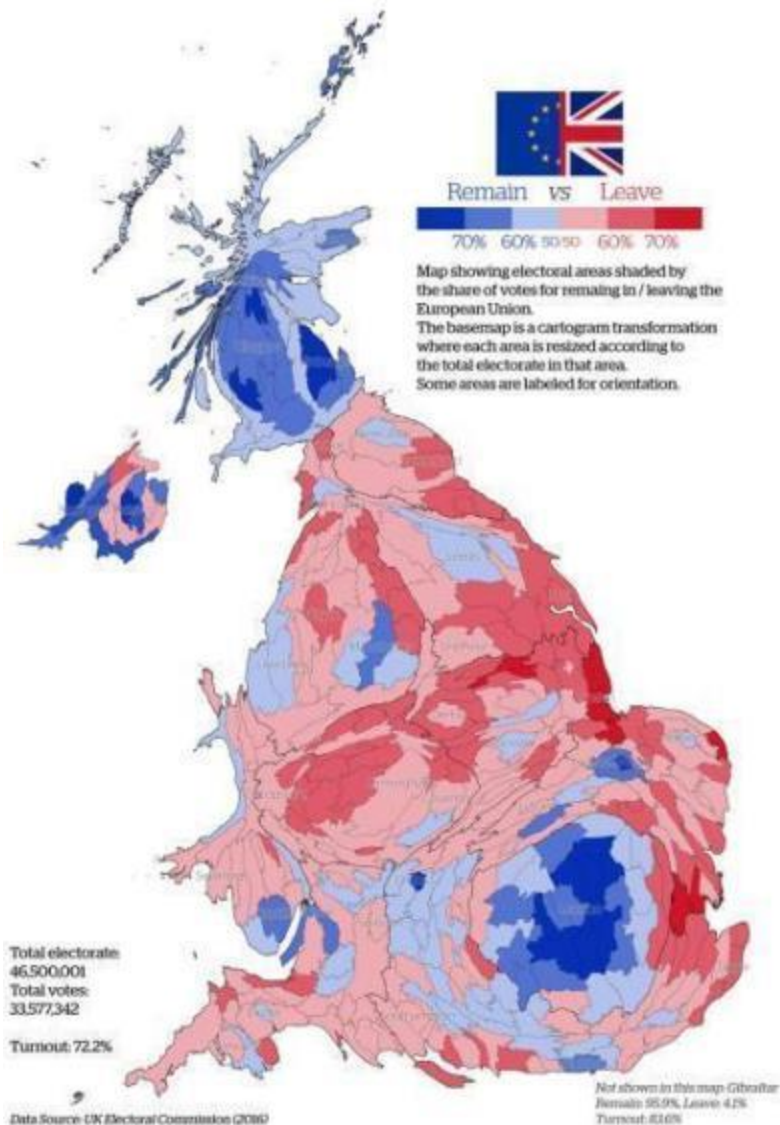 Remain vs Leave
70% 60% 50/50 60% 70%
Map showing electoral areas shaded by
the share of votes for remaing in / leaving the
European Union.
The basemap is a cartogram transformation
where each area is resized according to
the total electorate in that area.
Some areas are labeled for orientation.
Total electorate:
46,500,001
Total votes:
33,577,342
Turnout: 72.2%
Not shown in this map: Gibraltar
Remain: 95.9%, Leave: 4.1%
Turnout: 83.6%
Data Source: UK Electoral Commission (2016)